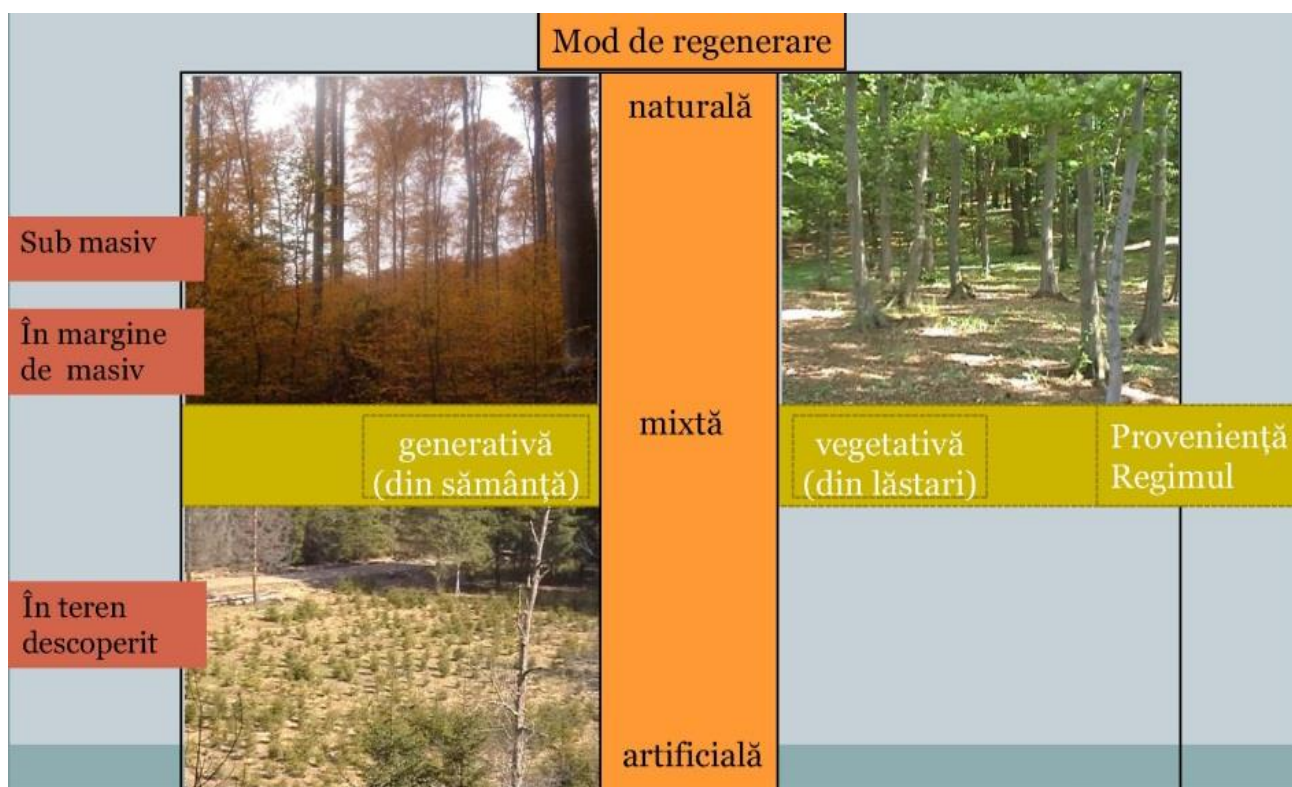 Mod de regenerare
naturală
Sub masiv
În margine
de masiv
mixtă
generativă
(din sămânță)
vegetativă
(din lăstari)
Proveniență
Regimul
În teren
descoperit
artificială